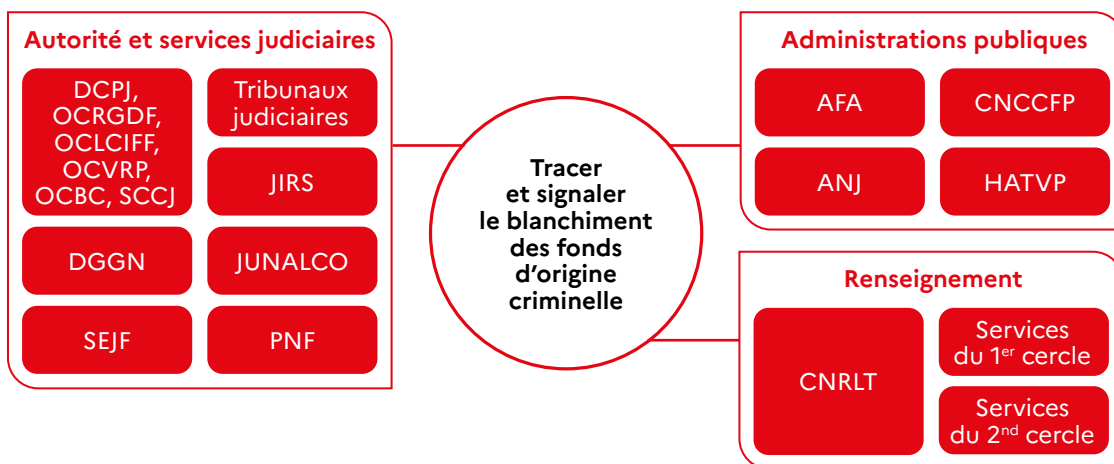 Autorité et services judiciaires
DCPJ,
OCRGDF,
OCLCIFF,
OCVRP,
OCBC, SCCJ
Tribunaux
judiciaires
JIRS
DGGN
JUNALCO
SEJF
PNF
Tracer
et signaler
le blanchiment
des fonds
d'origine
criminelle
Administrations publiques
AFA
CNCCFP
ANJ
HATVP
Renseignement
CNRLT
Services
du 1er cercle
Services
du 2nd cercle